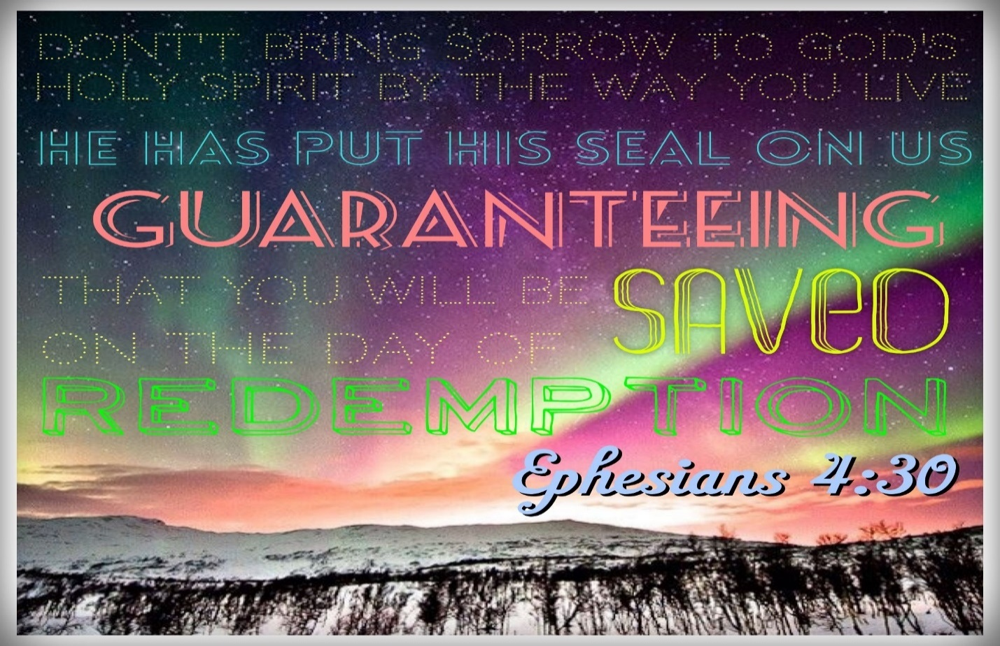 DONT'T BRING SORROW TO GOD'S
HOLY SPIRIT BY THE WAY YOU LIVE
HE HAS PUT HIS SEAL ON US
GUARANTEEING
THAT YOU WILL BE SAVED
ON THE DAY OF
REDEMPTION
Ephesians 4:30